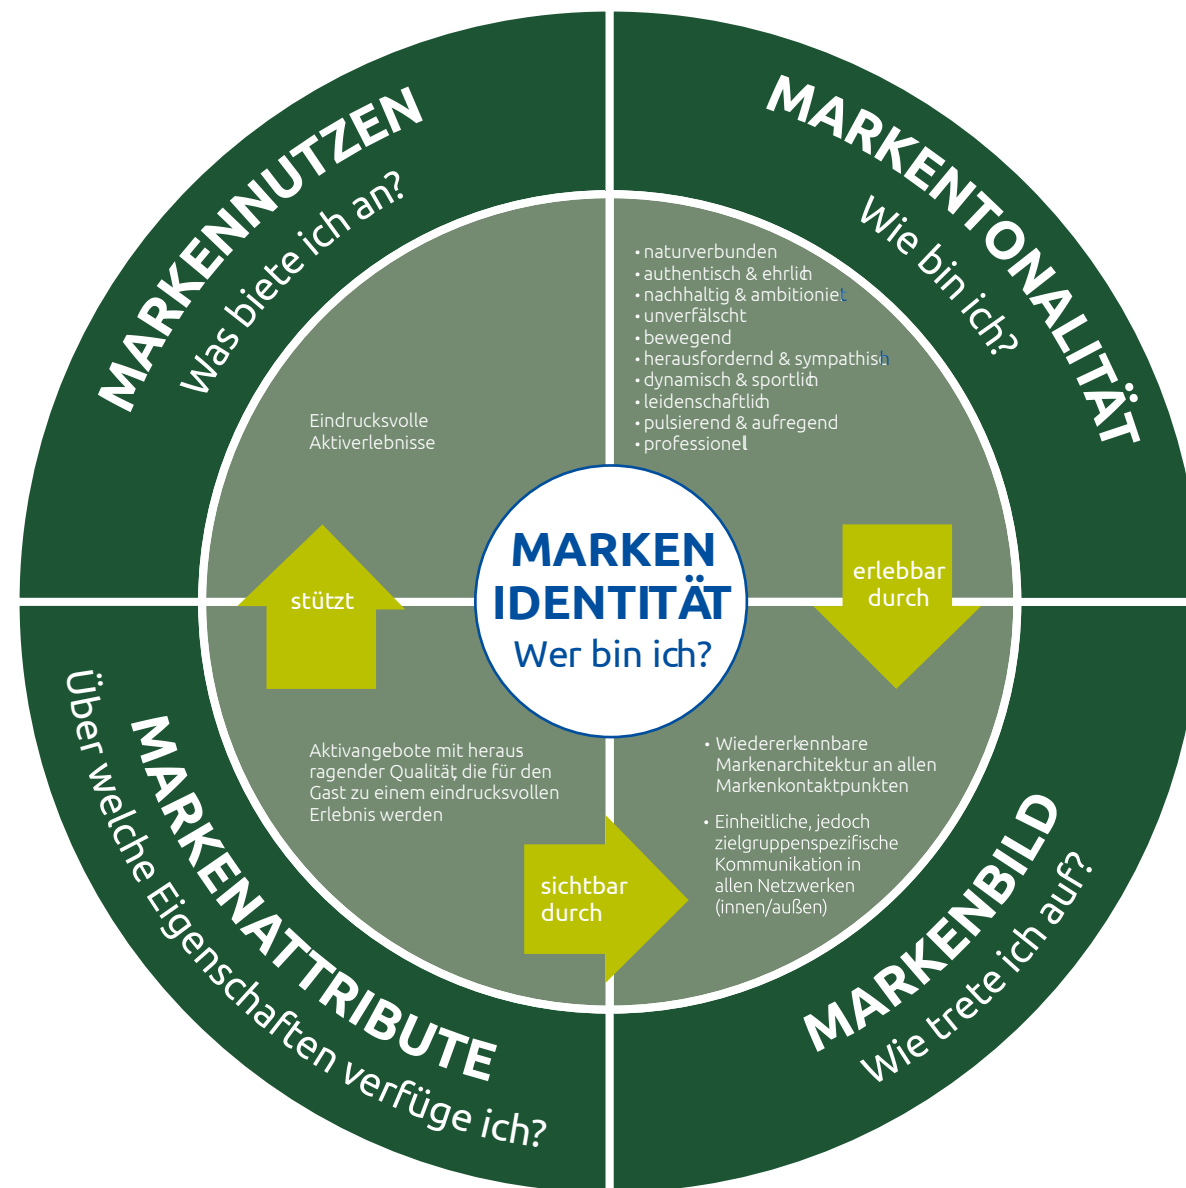 MARKENNUTZEN
Was biete ich an?
Eindrucksvolle
Aktiverlebnisse
MARKENTONALITÄT
Wie bin ich?
• naturverbunden
• authentisch & ehrlich
• nachhaltig & ambitioniet
• unverfälscht
• bewegend
• herausfordernd & sympathisch
• dynamisch & sportlich
• leidenschaftlich
• pulsierend & aufregend
• professionell
MARKEN
IDENTITÄT
Wer bin ich?
stützt
erlebbar
durch
MARKENATTRIBUTE
Über welche Eigenschaften verfüge ich?
Aktivangebote mit heraus
ragender Qualität, die für den
Gast zu einem eindrucksvollen
Erlebnis werden
sichtbar
durch
MARKENBILD
Wie trete ich auf?
• Wiedererkennbare
Markenarchitektur an allen
Markenkontaktpunkten
• Einheitliche, jedoch
zielgruppenspezifische
Kommunikation in
allen Netzwerken
(innen/außen)